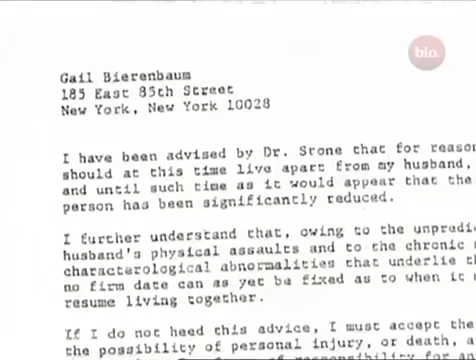 bio.
Gail Bierenbaum
185 East 85th Street
New York, New York 10028
I have been advised by Dr. Stone that for reason
should at this time live apart from my husband,
and until such time as it would appear that the
person has been significantly reduced.
I further understand that, owing to the unpredic
husband's physical assaults and to the chronic
characterological abnormalities that underlie th
no firm date can as yet be fixed as to when it
resume living together.
If I do not heed this advice, I must accept the
the possibility of personal injury, or death, a